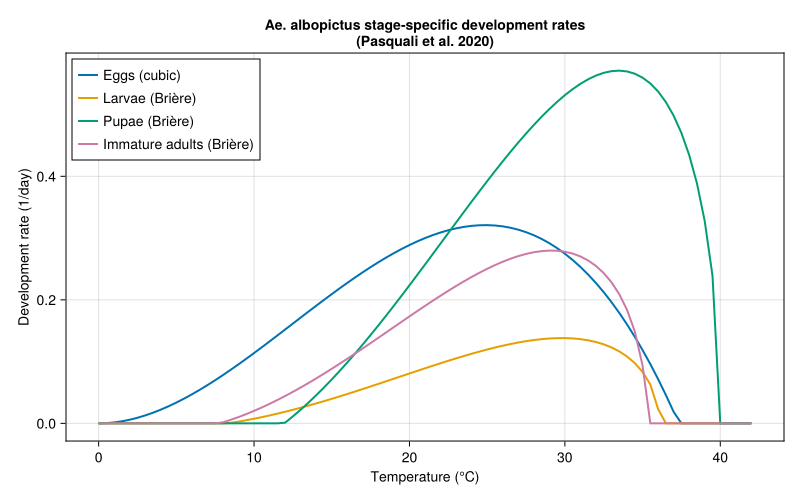 Ae. albopictus stage-specific development rates
(Pasquali et al. 2020)
Eggs (cubic)
Larvae (Brière)
Pupae (Brière)
Immature adults (Brière)
Development rate (1/day)
0.4
0.2
0.0
0
10
20
30
40
Temperature (°C)